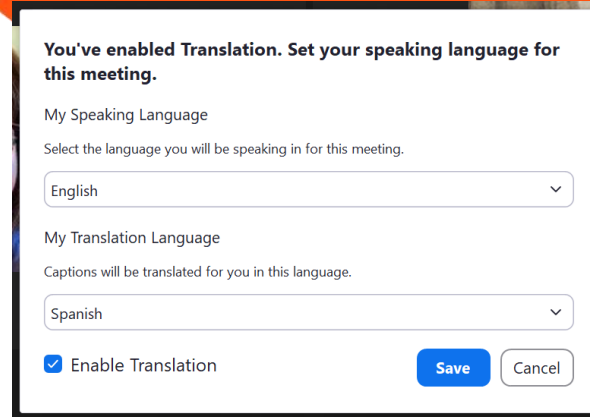 You've enabled Translation. Set your speaking language for
this meeting.
My Speaking Language
Select the language you will be speaking in for this meeting.
English
My Translation Language
Captions will be translated for you in this language.
Spanish
Enable Translation
Save
Cancel